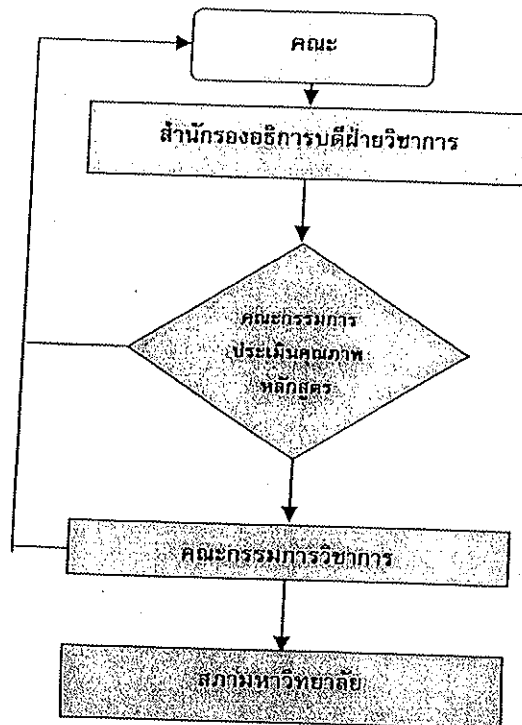 คณะ
สำนักรองอธิการบดีฝ่ายวิชาการ
คณะกรรมการ
ประเมินคุณภาพ
หลักสูตร
คณะกรรมการวิชาการ
สภามหาวิทยาลัย